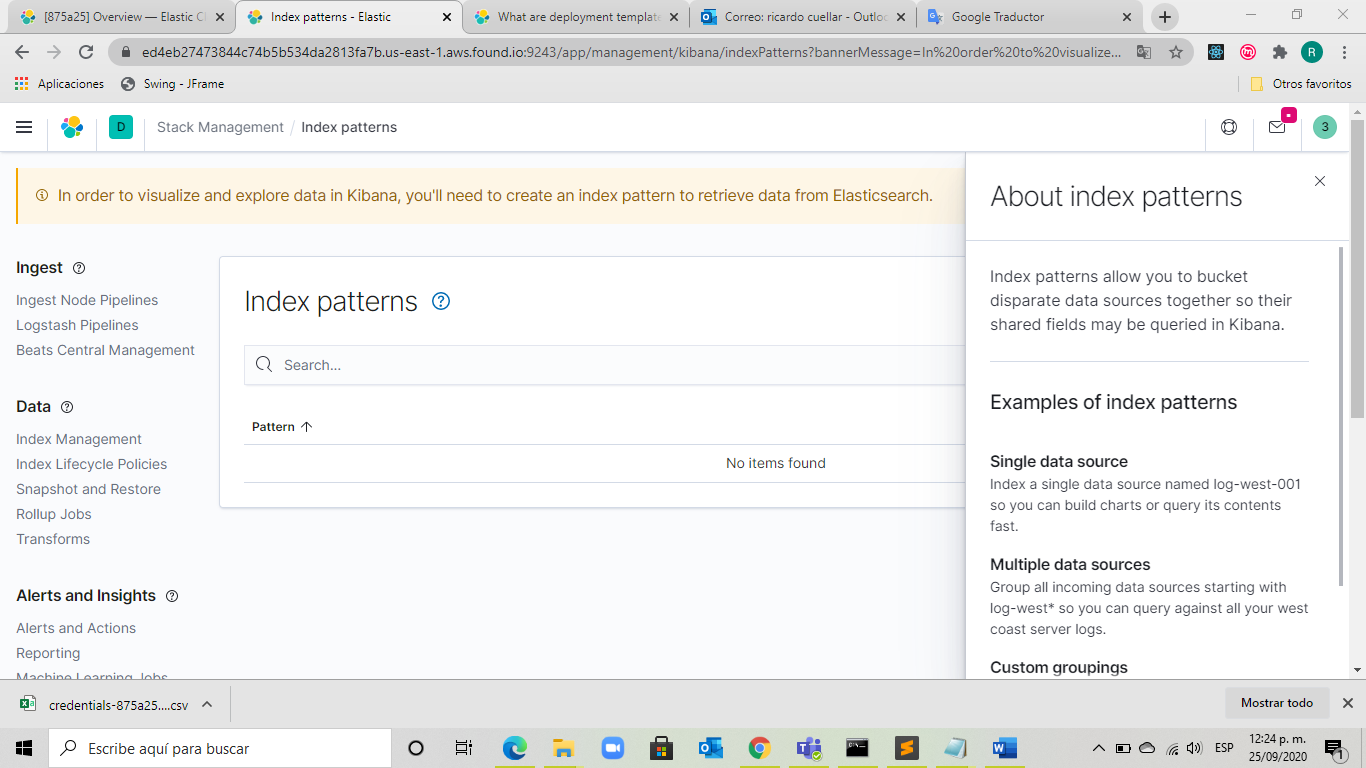 [875a25] Overview — Elastic Cl
Index patterns - Elastic
What are deployment template
Correo: ricardo cuellar - Outloo
Google Traductor
ed4eb27473844c74b5b534da2813fa7b.us-east-1.aws.found.io:9243/app/management/kibana/indexPatterns?bannerMessage=In%20order%20to%20visualize...
R
Aplicaciones
Swing - JFrame
Otros favoritos
D
Stack Management / Index patterns
3
In order to visualize and explore data in Kibana, you'll need to create an index pattern to retrieve data from Elasticsearch.
Ingest
Ingest Node Pipelines
Logstash Pipelines
Beats Central Management
Data
Index Management
Index Lifecycle Policies
Snapshot and Restore
Rollup Jobs
Transforms
Alerts and Insights
Alerts and Actions
Reporting
Machine Learning Jobs
Index patterns
Search...
Pattern
No items found
About index patterns
Index patterns allow you to bucket
disparate data sources together so their
shared fields may be queried in Kibana.
Examples of index patterns
Single data source
Index a single data source named log-west-001
so you can build charts or query its contents
fast.
Multiple data sources
Group all incoming data sources starting with
log-west* so you can query against all your west
coast server logs.
Custom groupings
credentials-875a25....csv
Mostrar todo
Escribe aquí para buscar
ESP
12:24 p. m.
25/09/2020
1